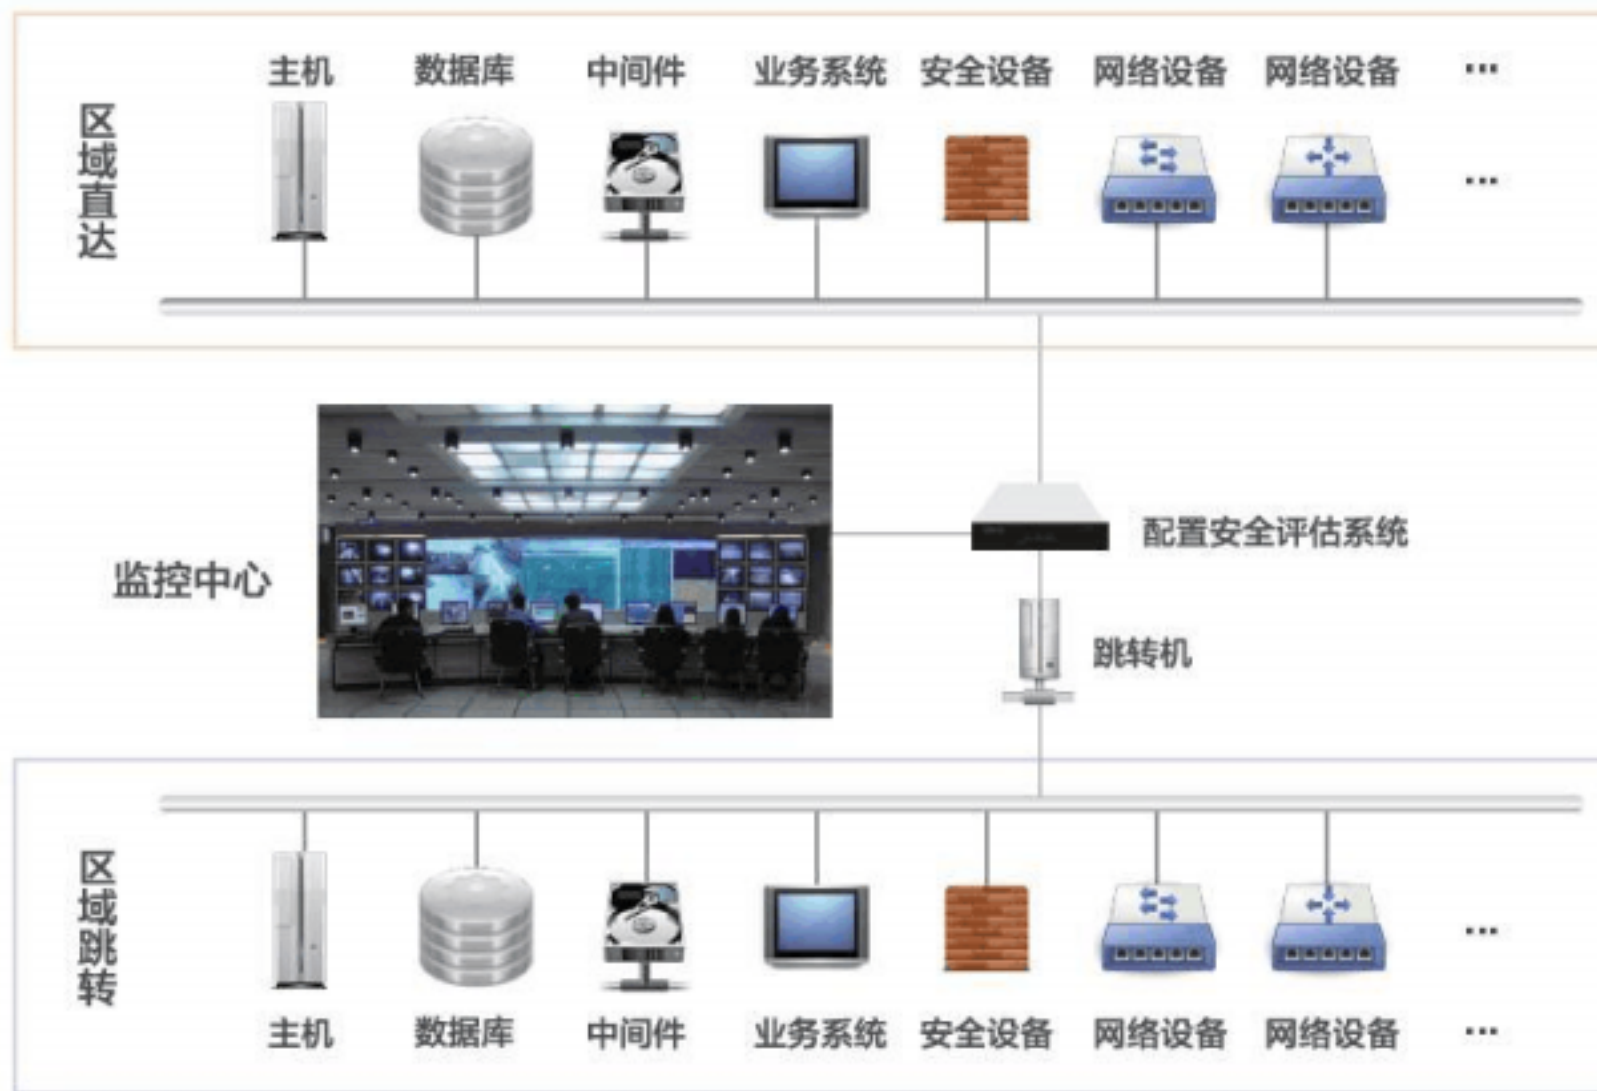 主机 数据库 中间件 业务系统 安全设备 网络设备 网络设备 ...
区域直达
...
配置安全评估系统
监控中心
跳转机
区域跳转
...
主机 数据库 中间件 业务系统 安全设备 网络设备 网络设备 ...